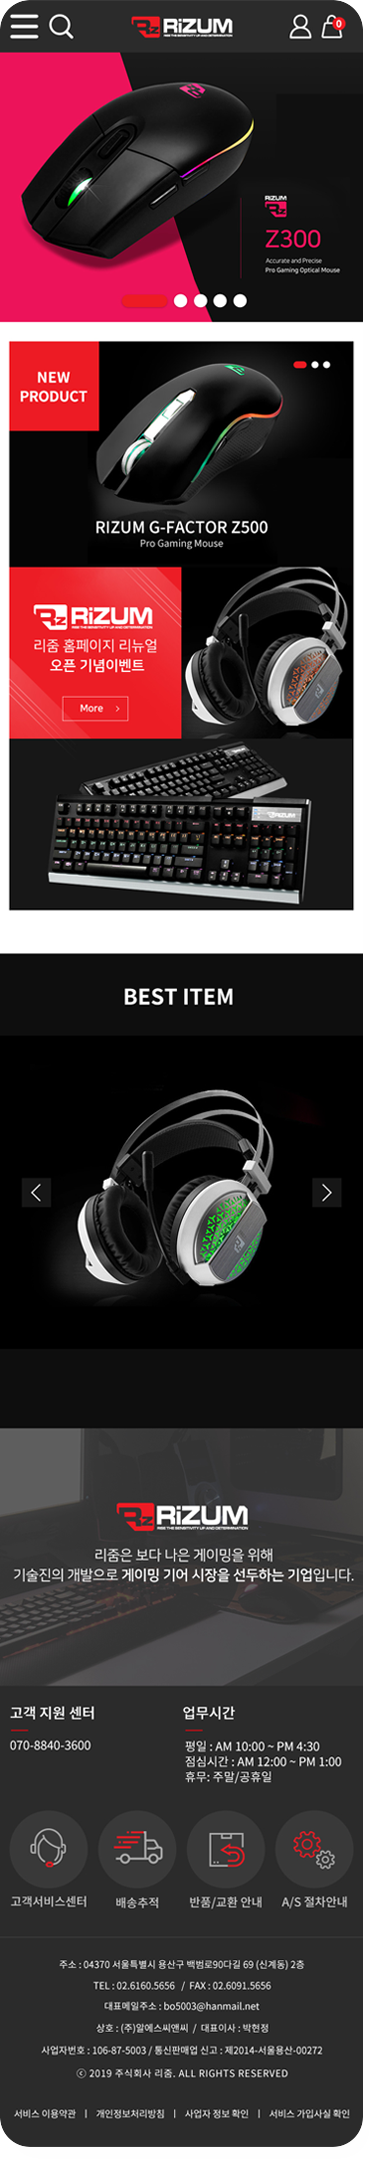 RiZUM
RISE THE SENSITIVITY UP AND DETERMINATION
0
RiZUM
Z300
Accurate and Precise
Pro Gaming Optical Mouse
NEW
PRODUCT
RIZUM G-FACTOR Z500
Pro Gaming Mouse
RiZUM
RISE THE SENSITIVITY UP AND DETERMINATION
리줌 홈페이지 리뉴얼
오픈 기념이벤트
More
RiZUM
BEST ITEM
RiZUM
RISE THE SENSITIVITY UP AND DETERMINATION
리줌은 보다 나은 게이밍을 위해
기술진의 개발으로 게이밍 기어 시장을 선두하는 기업입니다.
고객 지원 센터
070-8840-3600
업무시간
평일 : AM 10:00 ~ PM 4:30
점심시간 : AM 12:00 ~ PM 1:00
휴무: 주말/공휴일
고객서비스센터
배송추적
반품/교환 안내
A/S 절차안내
주소 : 04370 서울특별시 용산구 백범로90다길 69 (신계동) 2층
TEL : 02.6160.5656 / FAX : 02.6091.5656
대표메일주소 : bo5003@hanmail.net
상호 : (주)알에스씨앤씨 / 대표이사 : 박현정
사업자번호 : 106-87-5003 / 통신판매업 신고 : 제2014-서울용산-00272
ⓒ 2019 주식회사 리줌. ALL RIGHTS RESERVED
서비스 이용약관 | 개인정보처리방침 | 사업자 정보 확인 | 서비스 가입사실 확인